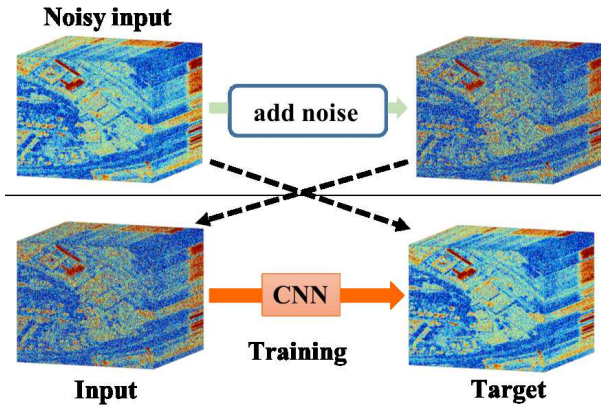 Noisy input
add noise
CNN
Training
Input
Target